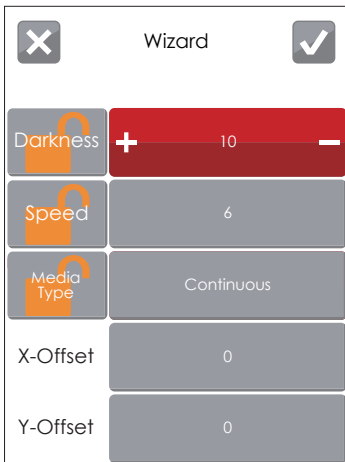 Wizard
Darkness + 10 −
Speed 6
Media
Type
Continuous
X-Offset 0
Y-Offset 0